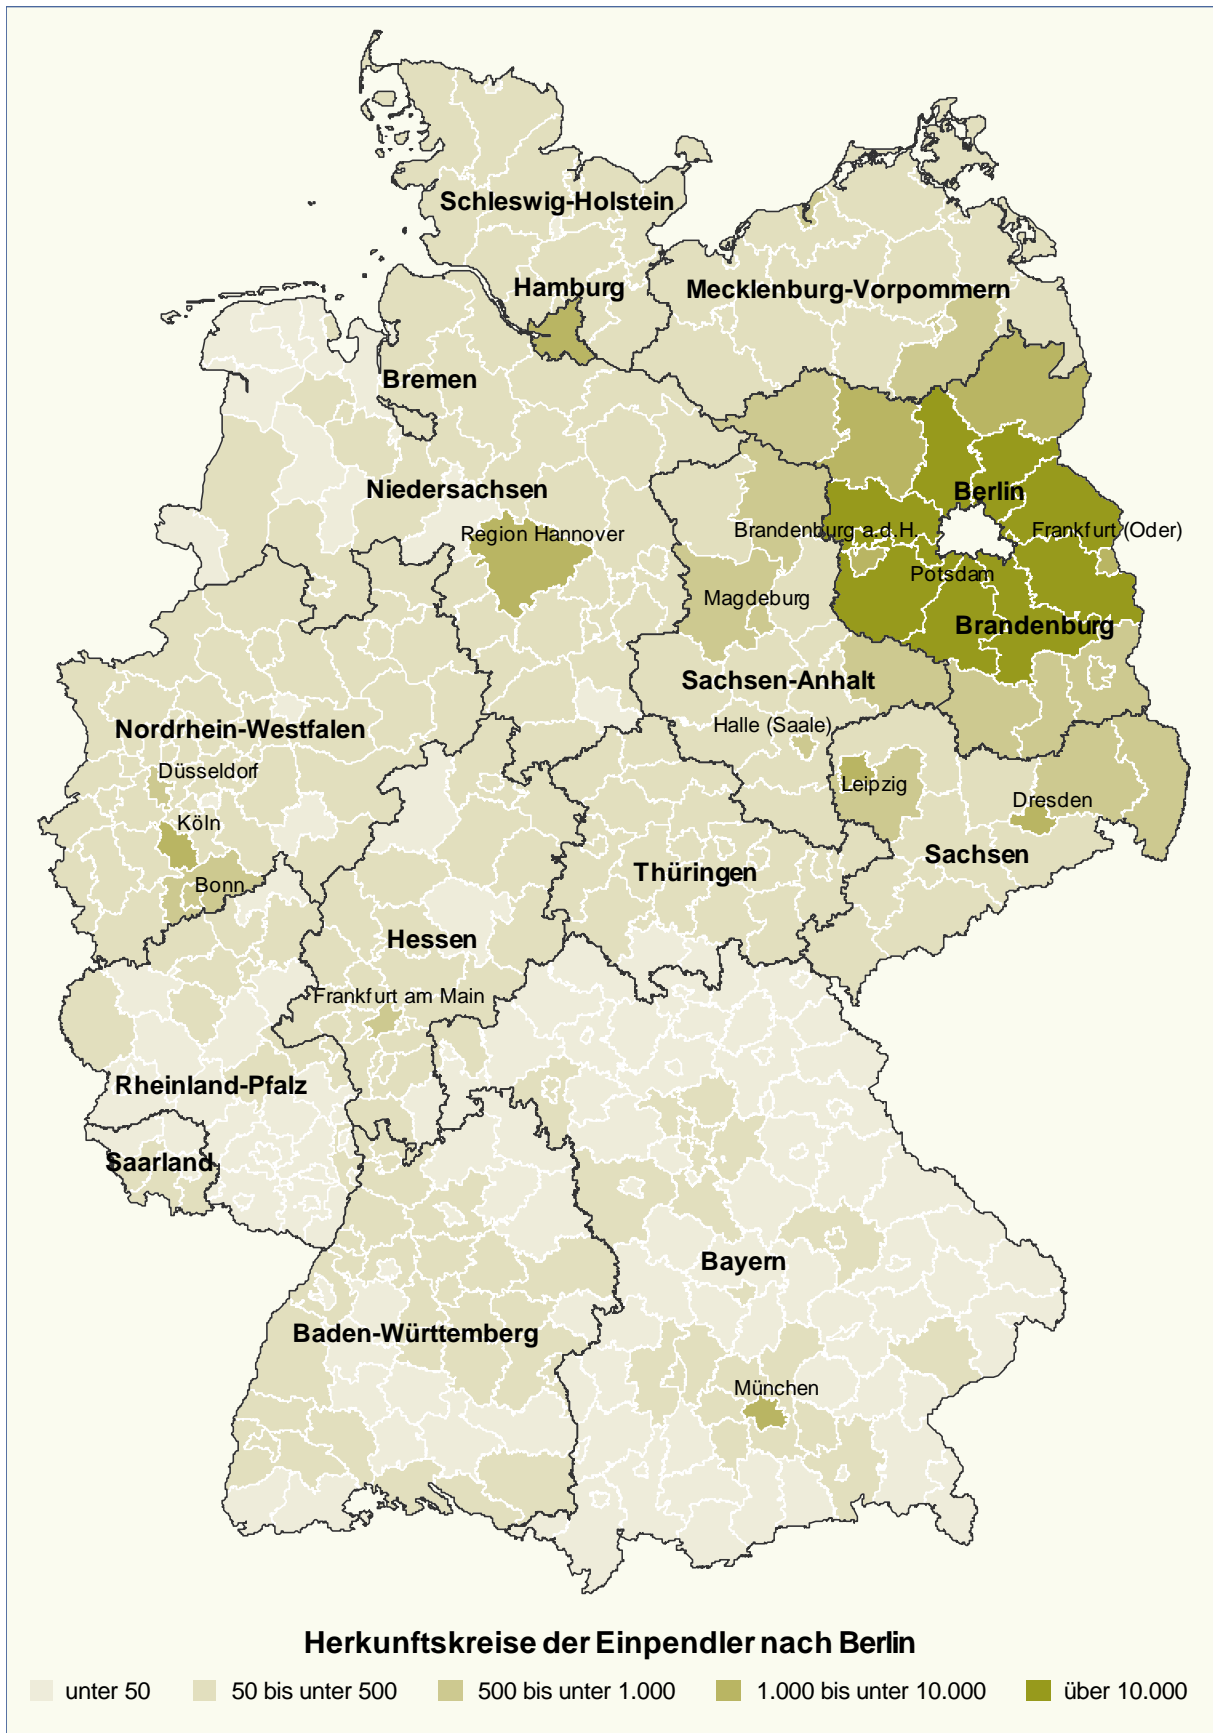 Schleswig-Holstein
Hamburg
Mecklenburg-Vorpommern
Bremen
Niedersachsen
Berlin
Region Hannover
Brandenburg a.d.H.
Frankfurt (Oder)
Potsdam
Magdeburg
Brandenburg
Sachsen-Anhalt
Nordrhein-Westfalen
Halle (Saale)
Düsseldorf
Leipzig
Dresden
Köln
Sachsen
Thüringen
Bonn
Hessen
Frankfurt am Main
Rheinland-Pfalz
Saarland
Bayern
Baden-Württemberg
München
Herkunftskreise der Einpendler nach Berlin
unter 50
50 bis unter 500
500 bis unter 1.000
1.000 bis unter 10.000
über 10.000